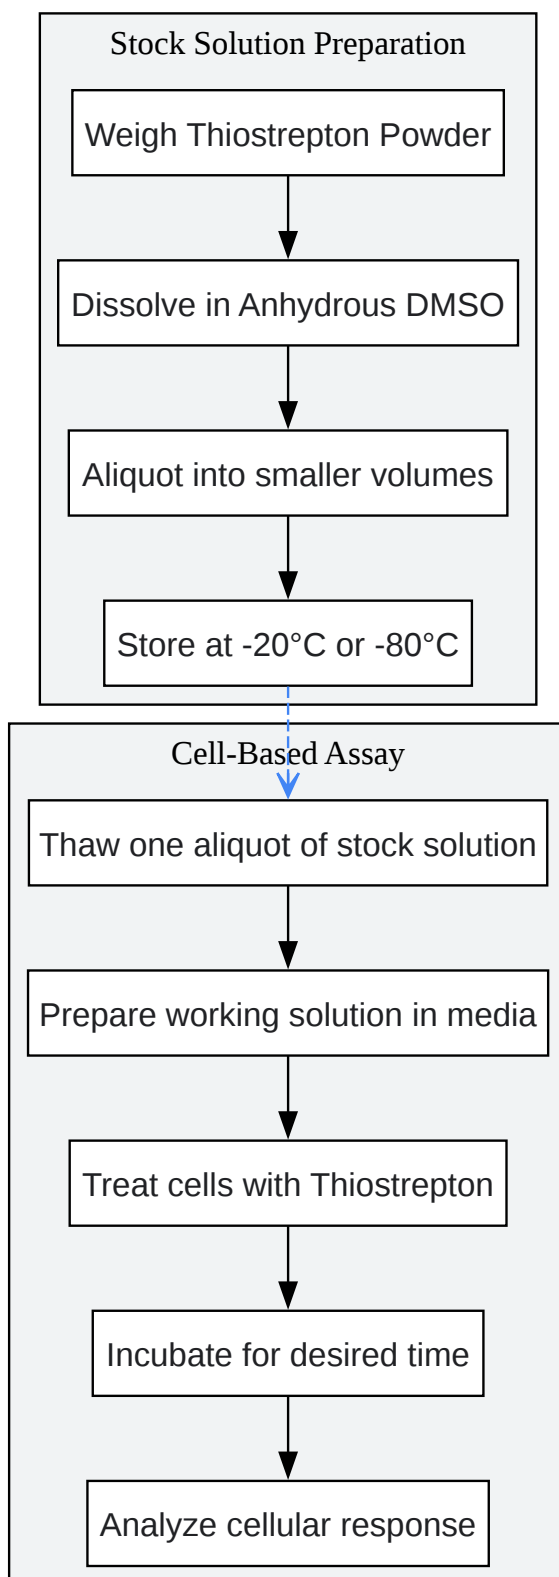 Stock Solution Preparation
Weigh Thiostrepton Powder
Dissolve in Anhydrous DMSO
Aliquot into smaller volumes
Store at -20°C or -80°C
Cell-Based Assay
Thaw one aliquot of stock solution
Prepare working solution in media
Treat cells with Thiostrepton
Incubate for desired time
Analyze cellular response